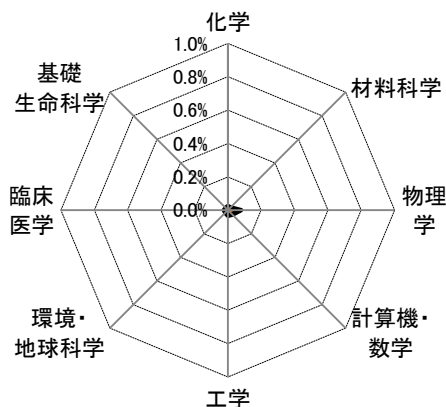 化学
1.0%
0.8%
0.6%
0.4%
0.2%
0.0%
材料科学
物理
学
計算機・
数学
工学
環境・
地球科学
臨床
医学
基礎
生命科学